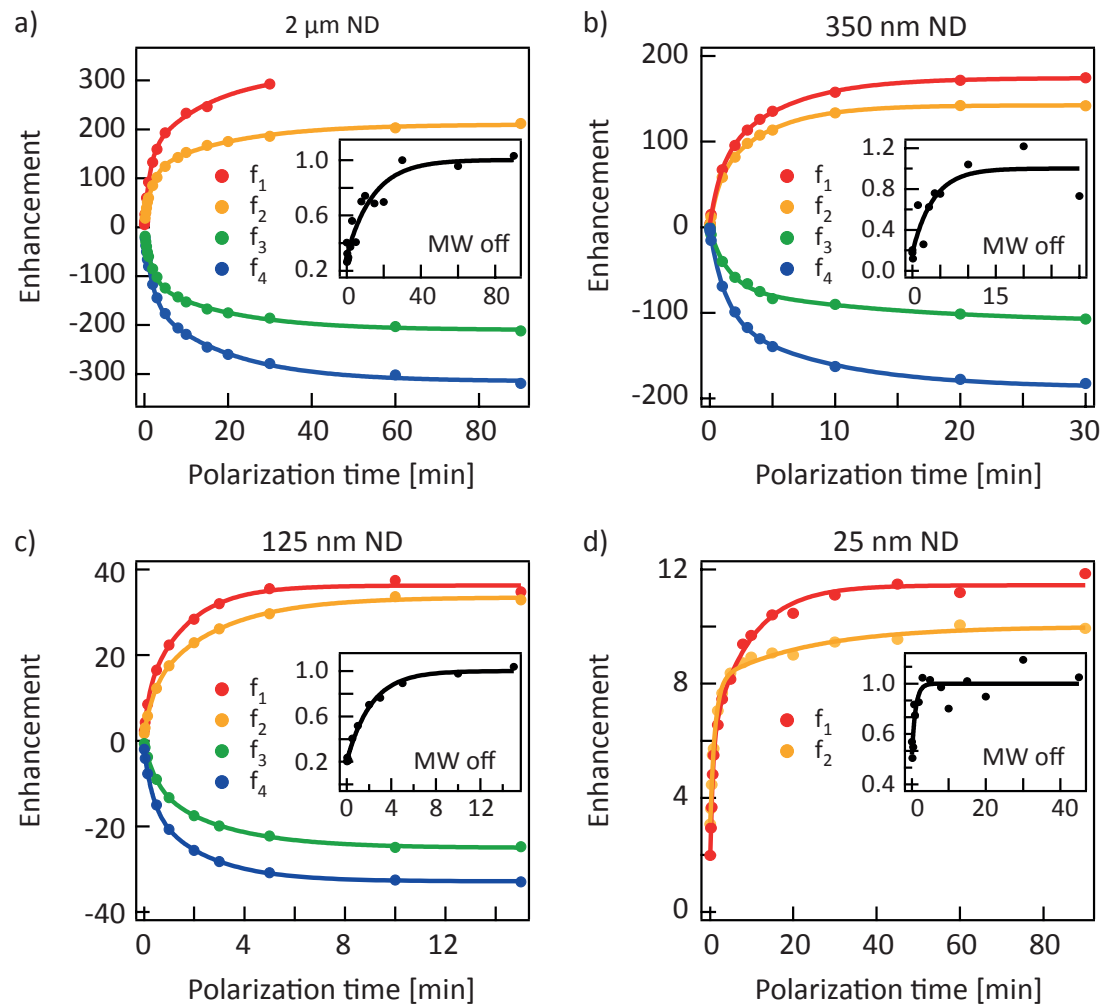 a)
2 µm ND
Enhancement
300
200
100
0
-100
-200
-300
f1
f2
f3
f4
1.0
0.6
0.2
0
40
80
MW off
0
20
40
60
80
Polarization time [min]
b)
350 nm ND
Enhancement
200
100
0
-100
-200
f1
f2
f3
f4
1.2
0.8
0.4
0.0
0
15
MW off
0
10
20
30
Polarization time [min]
c)
125 nm ND
Enhancement
40
20
0
-20
-40
f1
f2
f3
f4
1.0
0.6
0.2
0
4
8
12
MW off
0
4
8
12
Polarization time [min]
d)
25 nm ND
Enhancement
12
8
4
0
f1
f2
1.0
0.8
0.6
0.4
0
20
40
MW off
0
20
40
60
80
Polarization time [min]